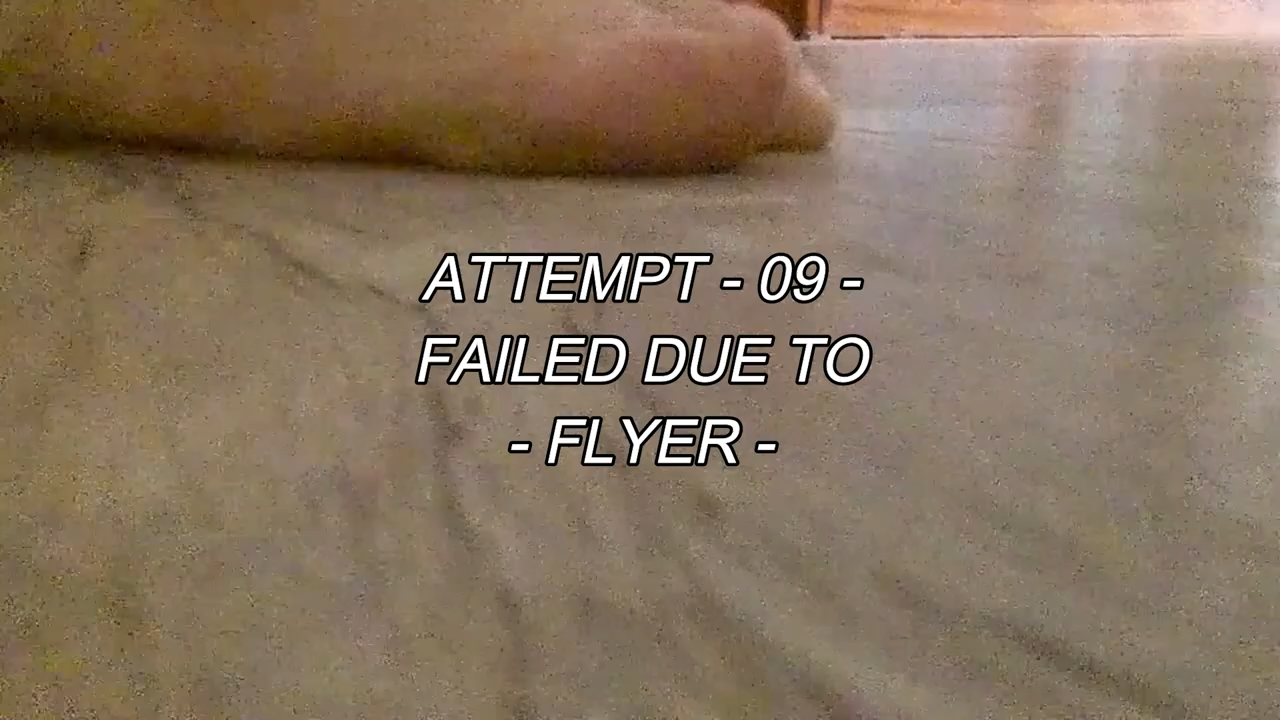 ATTEMPT - 09 -
FAILED DUE TO
- FLYER -